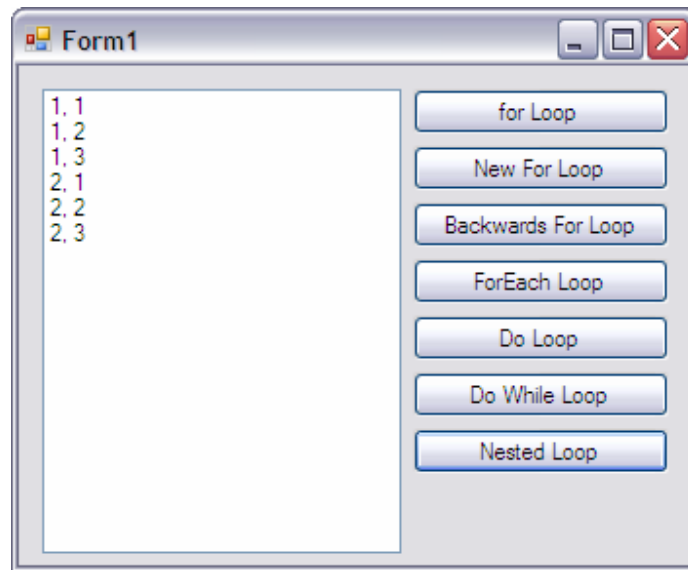 Form1
1, 1
1, 2
1, 3
2, 1
2, 2
2, 3
for Loop
New For Loop
Backwards For Loop
ForEach Loop
Do Loop
Do While Loop
Nested Loop